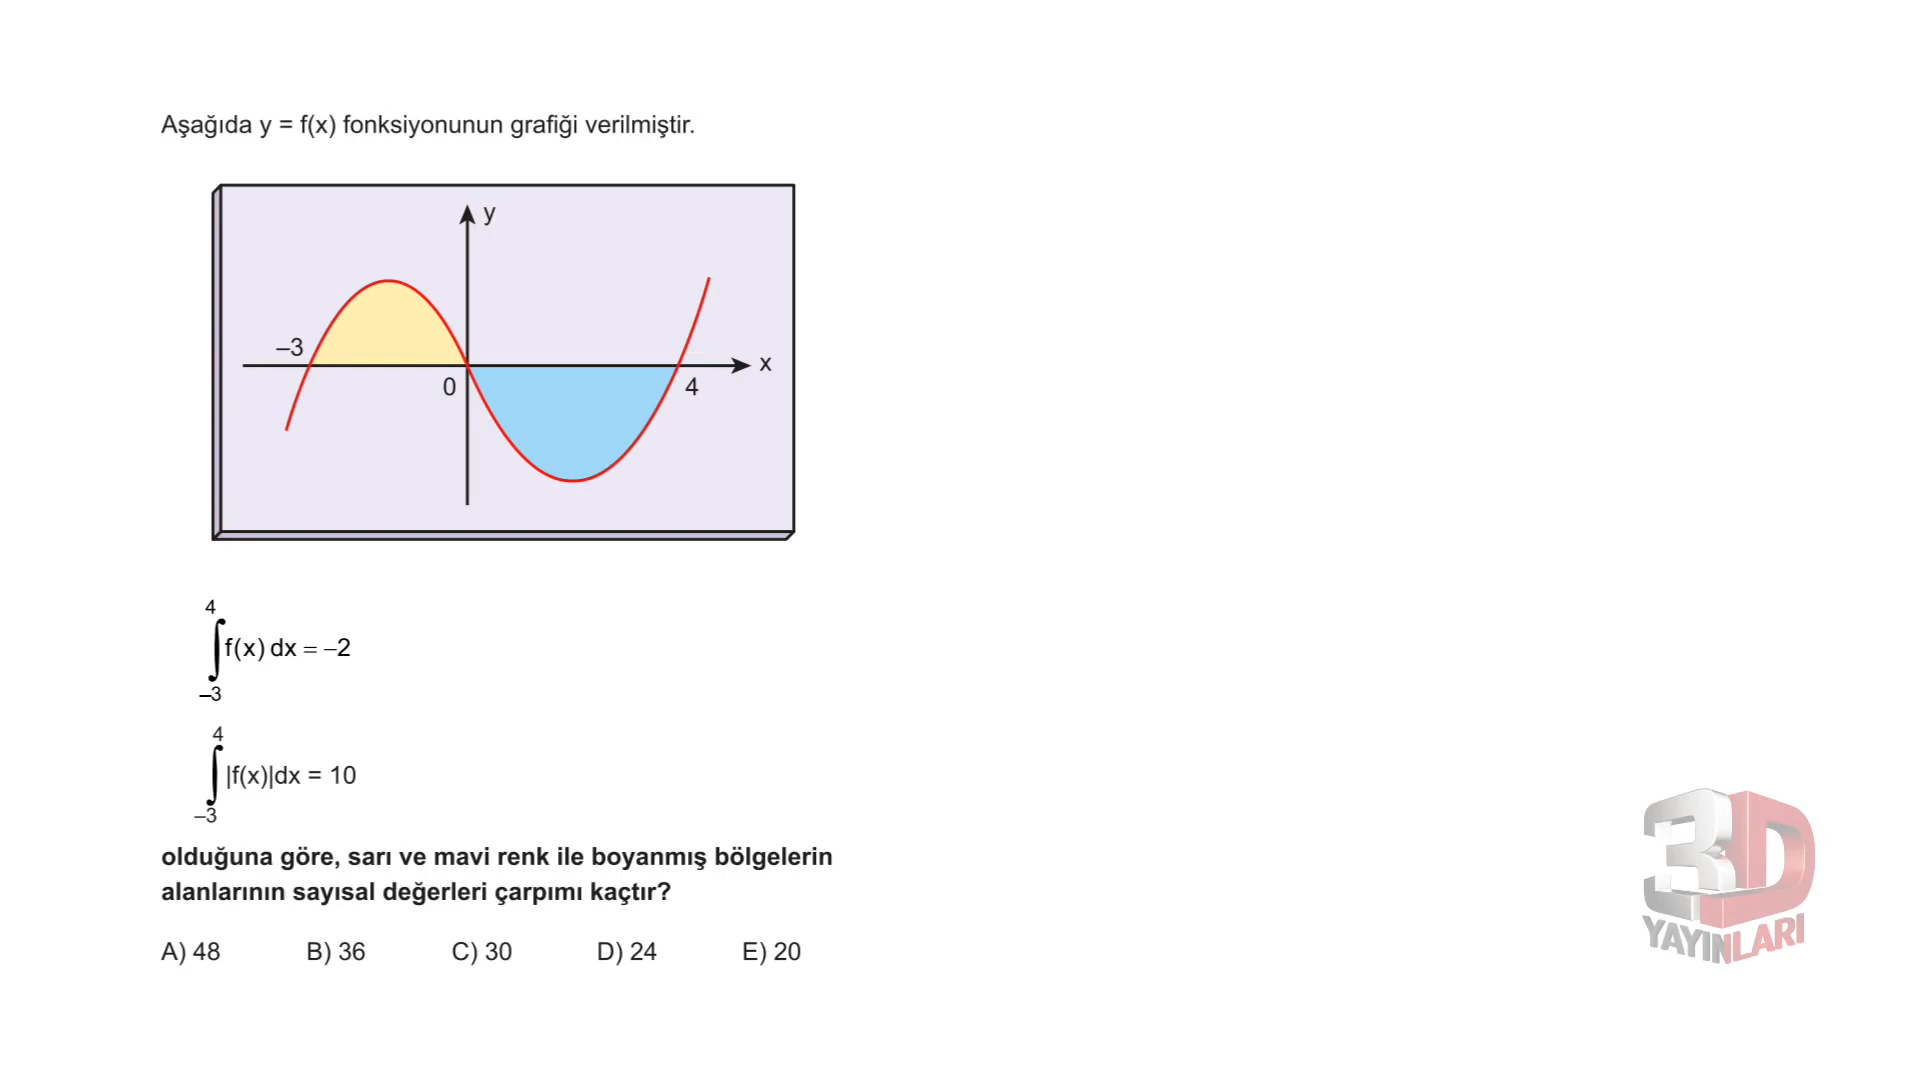 Aşağıda y = f(x) fonksiyonunun grafiği verilmiştir.
y
–3
x
0
4
4
∫f(x) dx = –2
–3
4
∫|f(x)|dx = 10
–3
olduğuna göre, sarı ve mavi renk ile boyanmış bölgelerin
alanlarının sayısal değerleri çarpımı kaçtır?
A) 48 B) 36 C) 30 D) 24 E) 20
3D
YAYINLARI